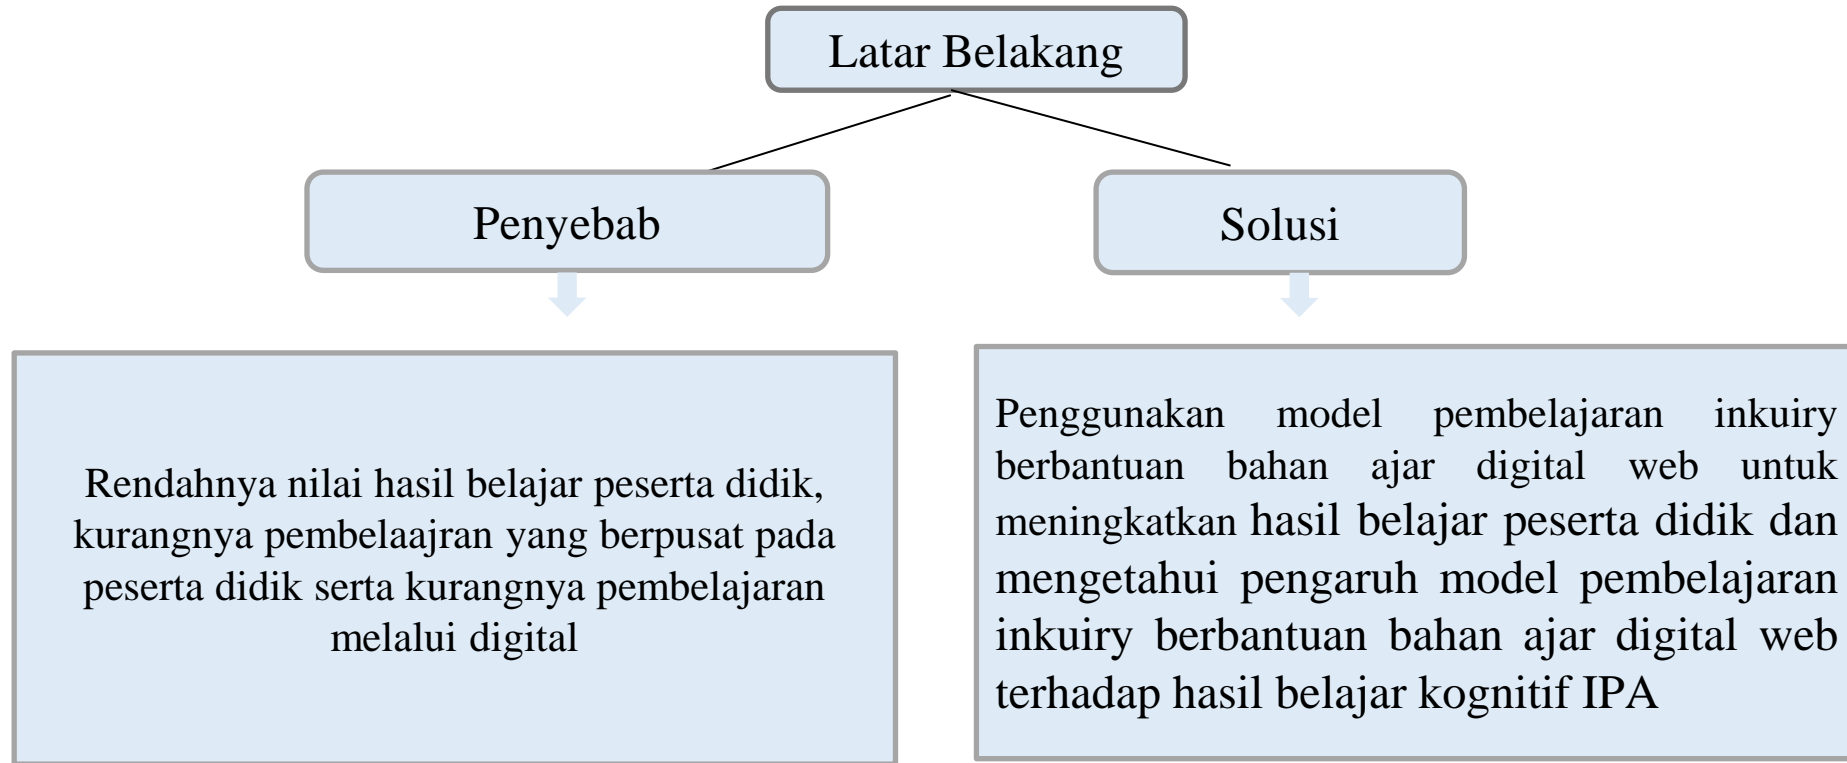 Latar Belakang
Penyebab
Solusi
Rendahnya nilai hasil belajar peserta didik,
kurangnya pembelaajran yang berpusat pada
peserta didik serta kurangnya pembelajaran
melalui digital
Penggunakan model pembelajaran inkuiry
berbantuan bahan ajar digital web untuk
meningkatkan hasil belajar peserta didik dan
mengetahui pengaruh model pembelajaran
inkuiry berbantuan bahan ajar digital web
terhadap hasil belajar kognitif IPA